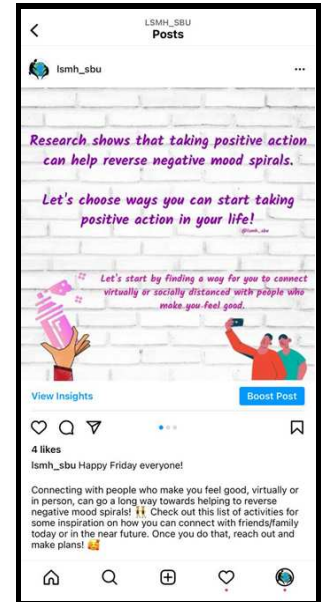 LSMH_SBU
Posts
lsmh_sbu
Research shows that taking positive action
can help reverse negative mood spirals.
Let's choose ways you can start taking
positive action in your life!
@lsmh_sbu
Let's start by finding a way for you to connect
virtually or socially distanced with people who
make you feel good.
View Insights
Boost Post
4 likes
lsmh_sbu Happy Friday everyone!
Connecting with people who make you feel good, virtually or
in person, can go a long way towards helping to reverse
negative mood spirals! 👯 Check out this list of activities for
some inspiration on how you can connect with friends/family
today or in the near future. Once you do that, reach out and
make plans! 🥰